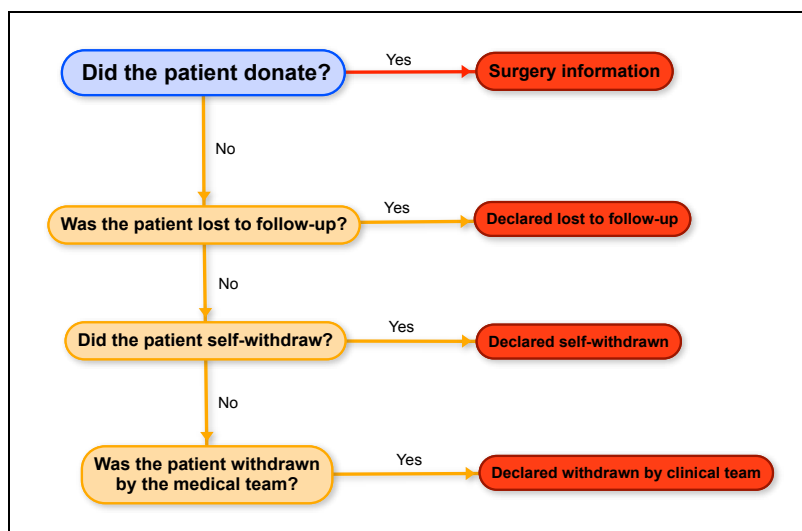 Did the patient donate?
Yes
Surgery information
No
Was the patient lost to follow-up?
Yes
Declared lost to follow-up
No
Did the patient self-withdraw?
Yes
Declared self-withdrawn
No
Was the patient withdrawn
by the medical team?
Yes
Declared withdrawn by clinical team